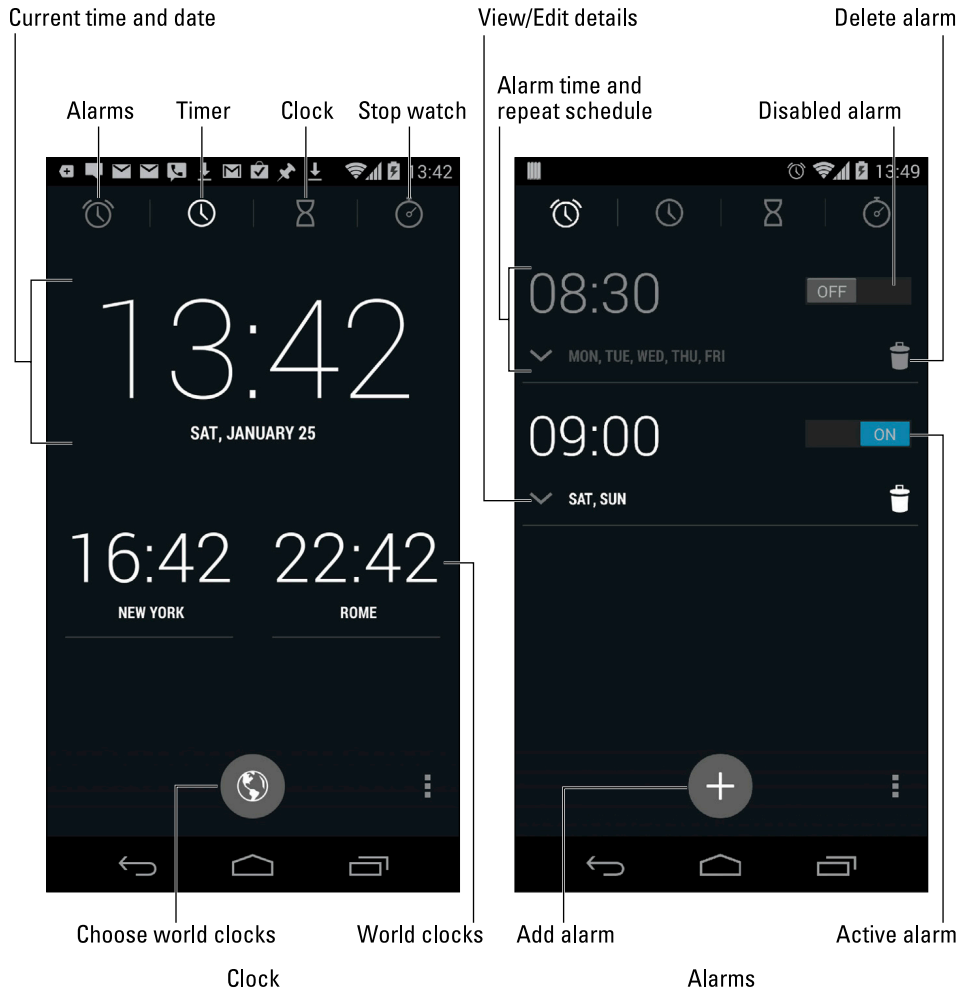 Current time and date
View/Edit details
Delete alarm
Alarms
Timer
Clock
Stop watch
Alarm time and
repeat schedule
Disabled alarm
13:42
13:42
SAT, JANUARY 25
16:42
NEW YORK
22:42
ROME
13:49
08:30
OFF
MON, TUE, WED, THU, FRI
09:00
ON
SAT, SUN
Choose world clocks
World clocks
Add alarm
Active alarm
Clock
Alarms